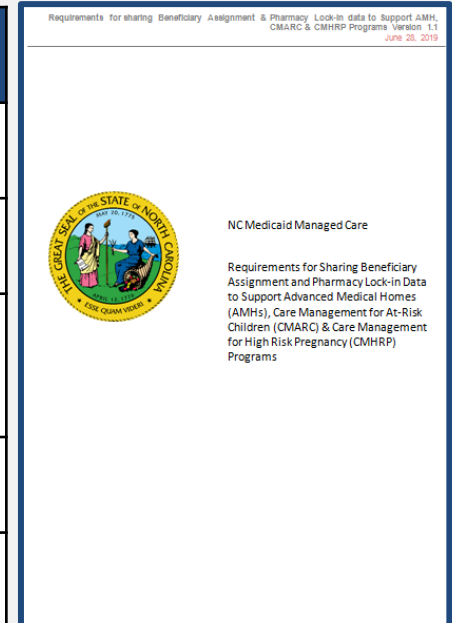 Requirements for sharing Beneficiary Assignment & Pharmacy Lock-in data to Support AMH,
CMARC & CMHRP Programs Version 1.1
June 28, 2019
THE GREAT SEAL OF THE STATE OF NORTH CAROLINA
MAY 20, 1775
APRIL 12, 1776
ESSE QUAM VIDERI
NC Medicaid Managed Care
Requirements for Sharing Beneficiary
Assignment and Pharmacy Lock-in Data
to Support Advanced Medical Homes
(AMHs), Care Management for At-Risk
Children (CMARC) & Care Management
for High Risk Pregnancy (CMHRP)
Programs